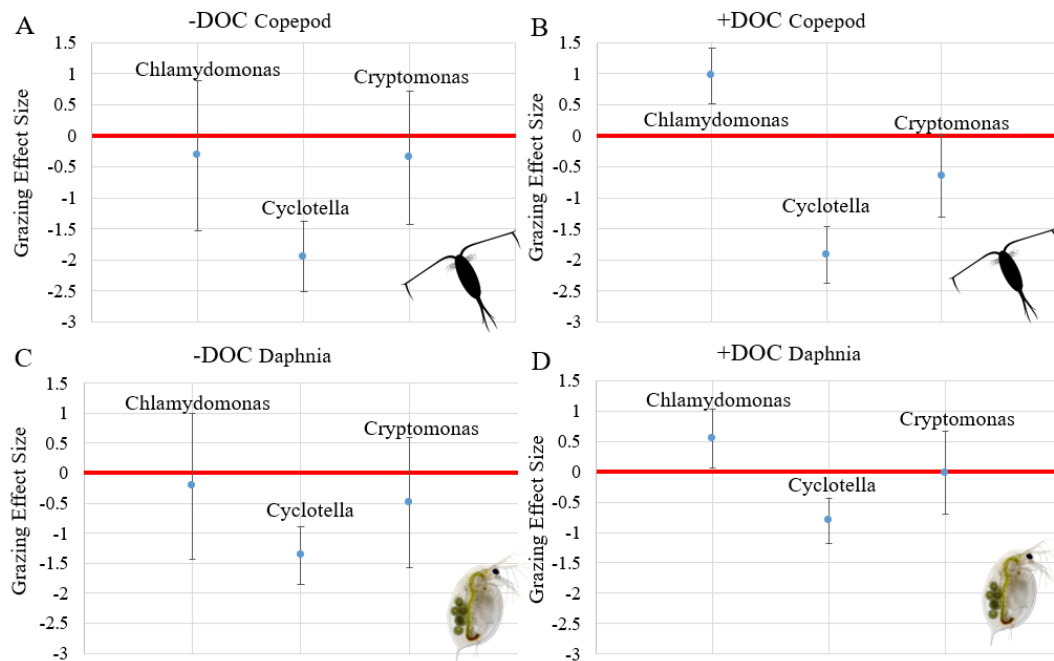 A
-DOC Copepod
Grazing Effect Size
1.5
1
0.5
0
-0.5
-1
-1.5
-2
-2.5
-3
Chlamydomonas
Cryptomonas
Cyclotella
B
+DOC Copepod
Grazing Effect Size
1.5
1
0.5
0
-0.5
-1
-1.5
-2
-2.5
-3
Chlamydomonas
Cryptomonas
Cyclotella
C
-DOC Daphnia
Grazing Effect Size
1.5
1
0.5
0
-0.5
-1
-1.5
-2
-2.5
-3
Chlamydomonas
Cryptomonas
Cyclotella
D
+DOC Daphnia
Grazing Effect Size
1.5
1
0.5
0
-0.5
-1
-1.5
-2
-2.5
-3
Chlamydomonas
Cryptomonas
Cyclotella